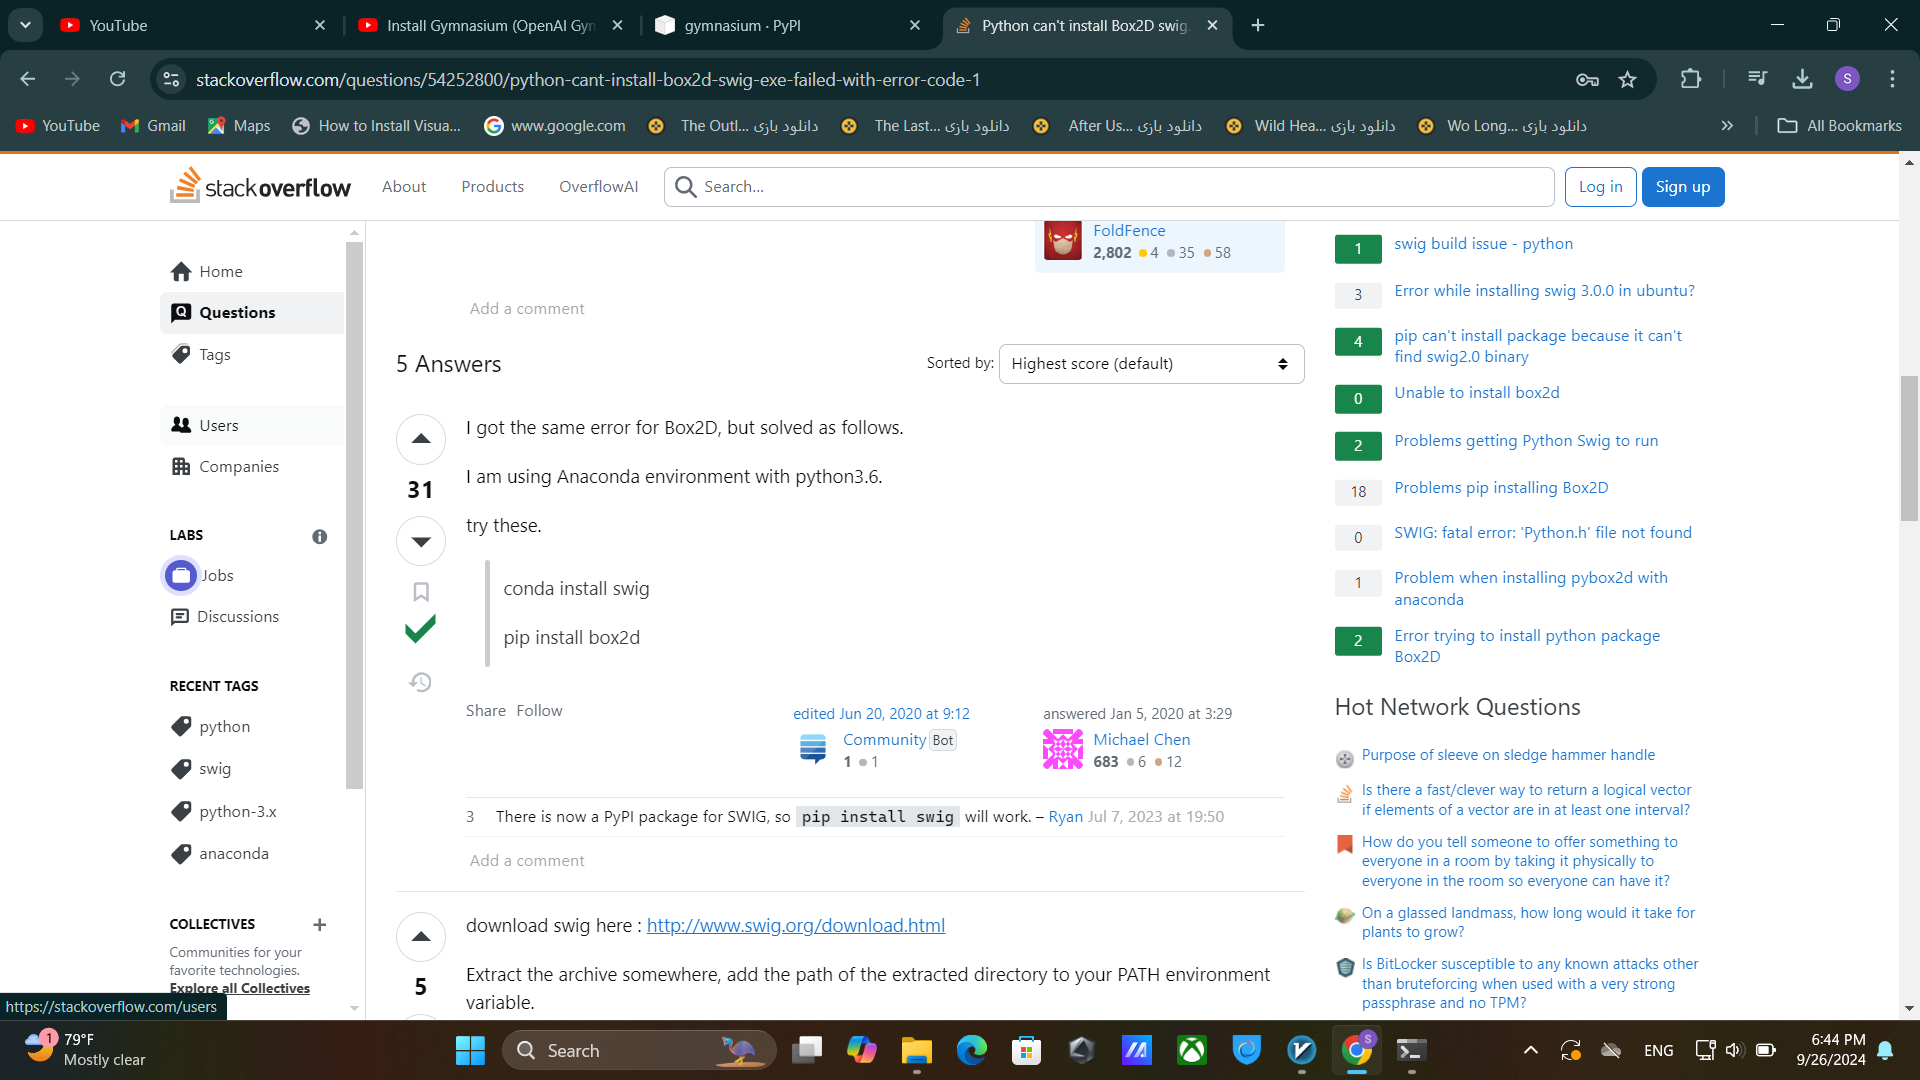 YouTube
Install Gymnasium (OpenAI Gyn
gymnasium · PyPI
Python can't install Box2D swig.
stackoverflow.com/questions/54252800/python-cant-install-box2d-swig-exe-failed-with-error-code-1
S
YouTube
Gmail
Maps
How to Install Visua...
www.google.com
The Outl... دانلود بازی
The Last... دانلود بازی
After Us... دانلود بازی
Wild Hea... دانلود بازی
Wo Long... دانلود بازی
All Bookmarks
stackoverflow
About
Products
OverflowAI
Search...
Log in
Sign up
Home
Questions
Tags
Users
Companies
LABS
Jobs
Discussions
RECENT TAGS
python
swig
python-3.x
anaconda
COLLECTIVES
Communities for your
favorite technologies.
Explore all Collectives
https://stackoverflow.com/users
FoldFence
2,802 4 35 58
Add a comment
5 Answers
Sorted by:
Highest score (default)
31
I got the same error for Box2D, but solved as follows.
I am using Anaconda environment with python3.6.
try these.
conda install swig
pip install box2d
Share Follow
edited Jun 20, 2020 at 9:12
Community Bot
1 1
answered Jan 5, 2020 at 3:29
Michael Chen
683 6 12
3 There is now a PyPI package for SWIG, so pip install swig will work. – Ryan Jul 7, 2023 at 19:50
Add a comment
5
download swig here : http://www.swig.org/download.html
Extract the archive somewhere, add the path of the extracted directory to your PATH environment
variable.
1 swig build issue - python
3 Error while installing swig 3.0.0 in ubuntu?
4 pip can't install package because it can't
find swig2.0 binary
0 Unable to install box2d
2 Problems getting Python Swig to run
18 Problems pip installing Box2D
0 SWIG: fatal error: 'Python.h' file not found
1 Problem when installing pybox2d with
anaconda
2 Error trying to install python package
Box2D
Hot Network Questions
Purpose of sleeve on sledge hammer handle
Is there a fast/clever way to return a logical vector
if elements of a vector are in at least one interval?
How do you tell someone to offer something to
everyone in a room by taking it physically to
everyone in the room so everyone can have it?
On a glassed landmass, how long would it take for
plants to grow?
Is BitLocker susceptible to any known attacks other
than bruteforcing when used with a very strong
passphrase and no TPM?
1
79°F
Mostly clear
Search
S
ENG
6:44 PM
9/26/2024